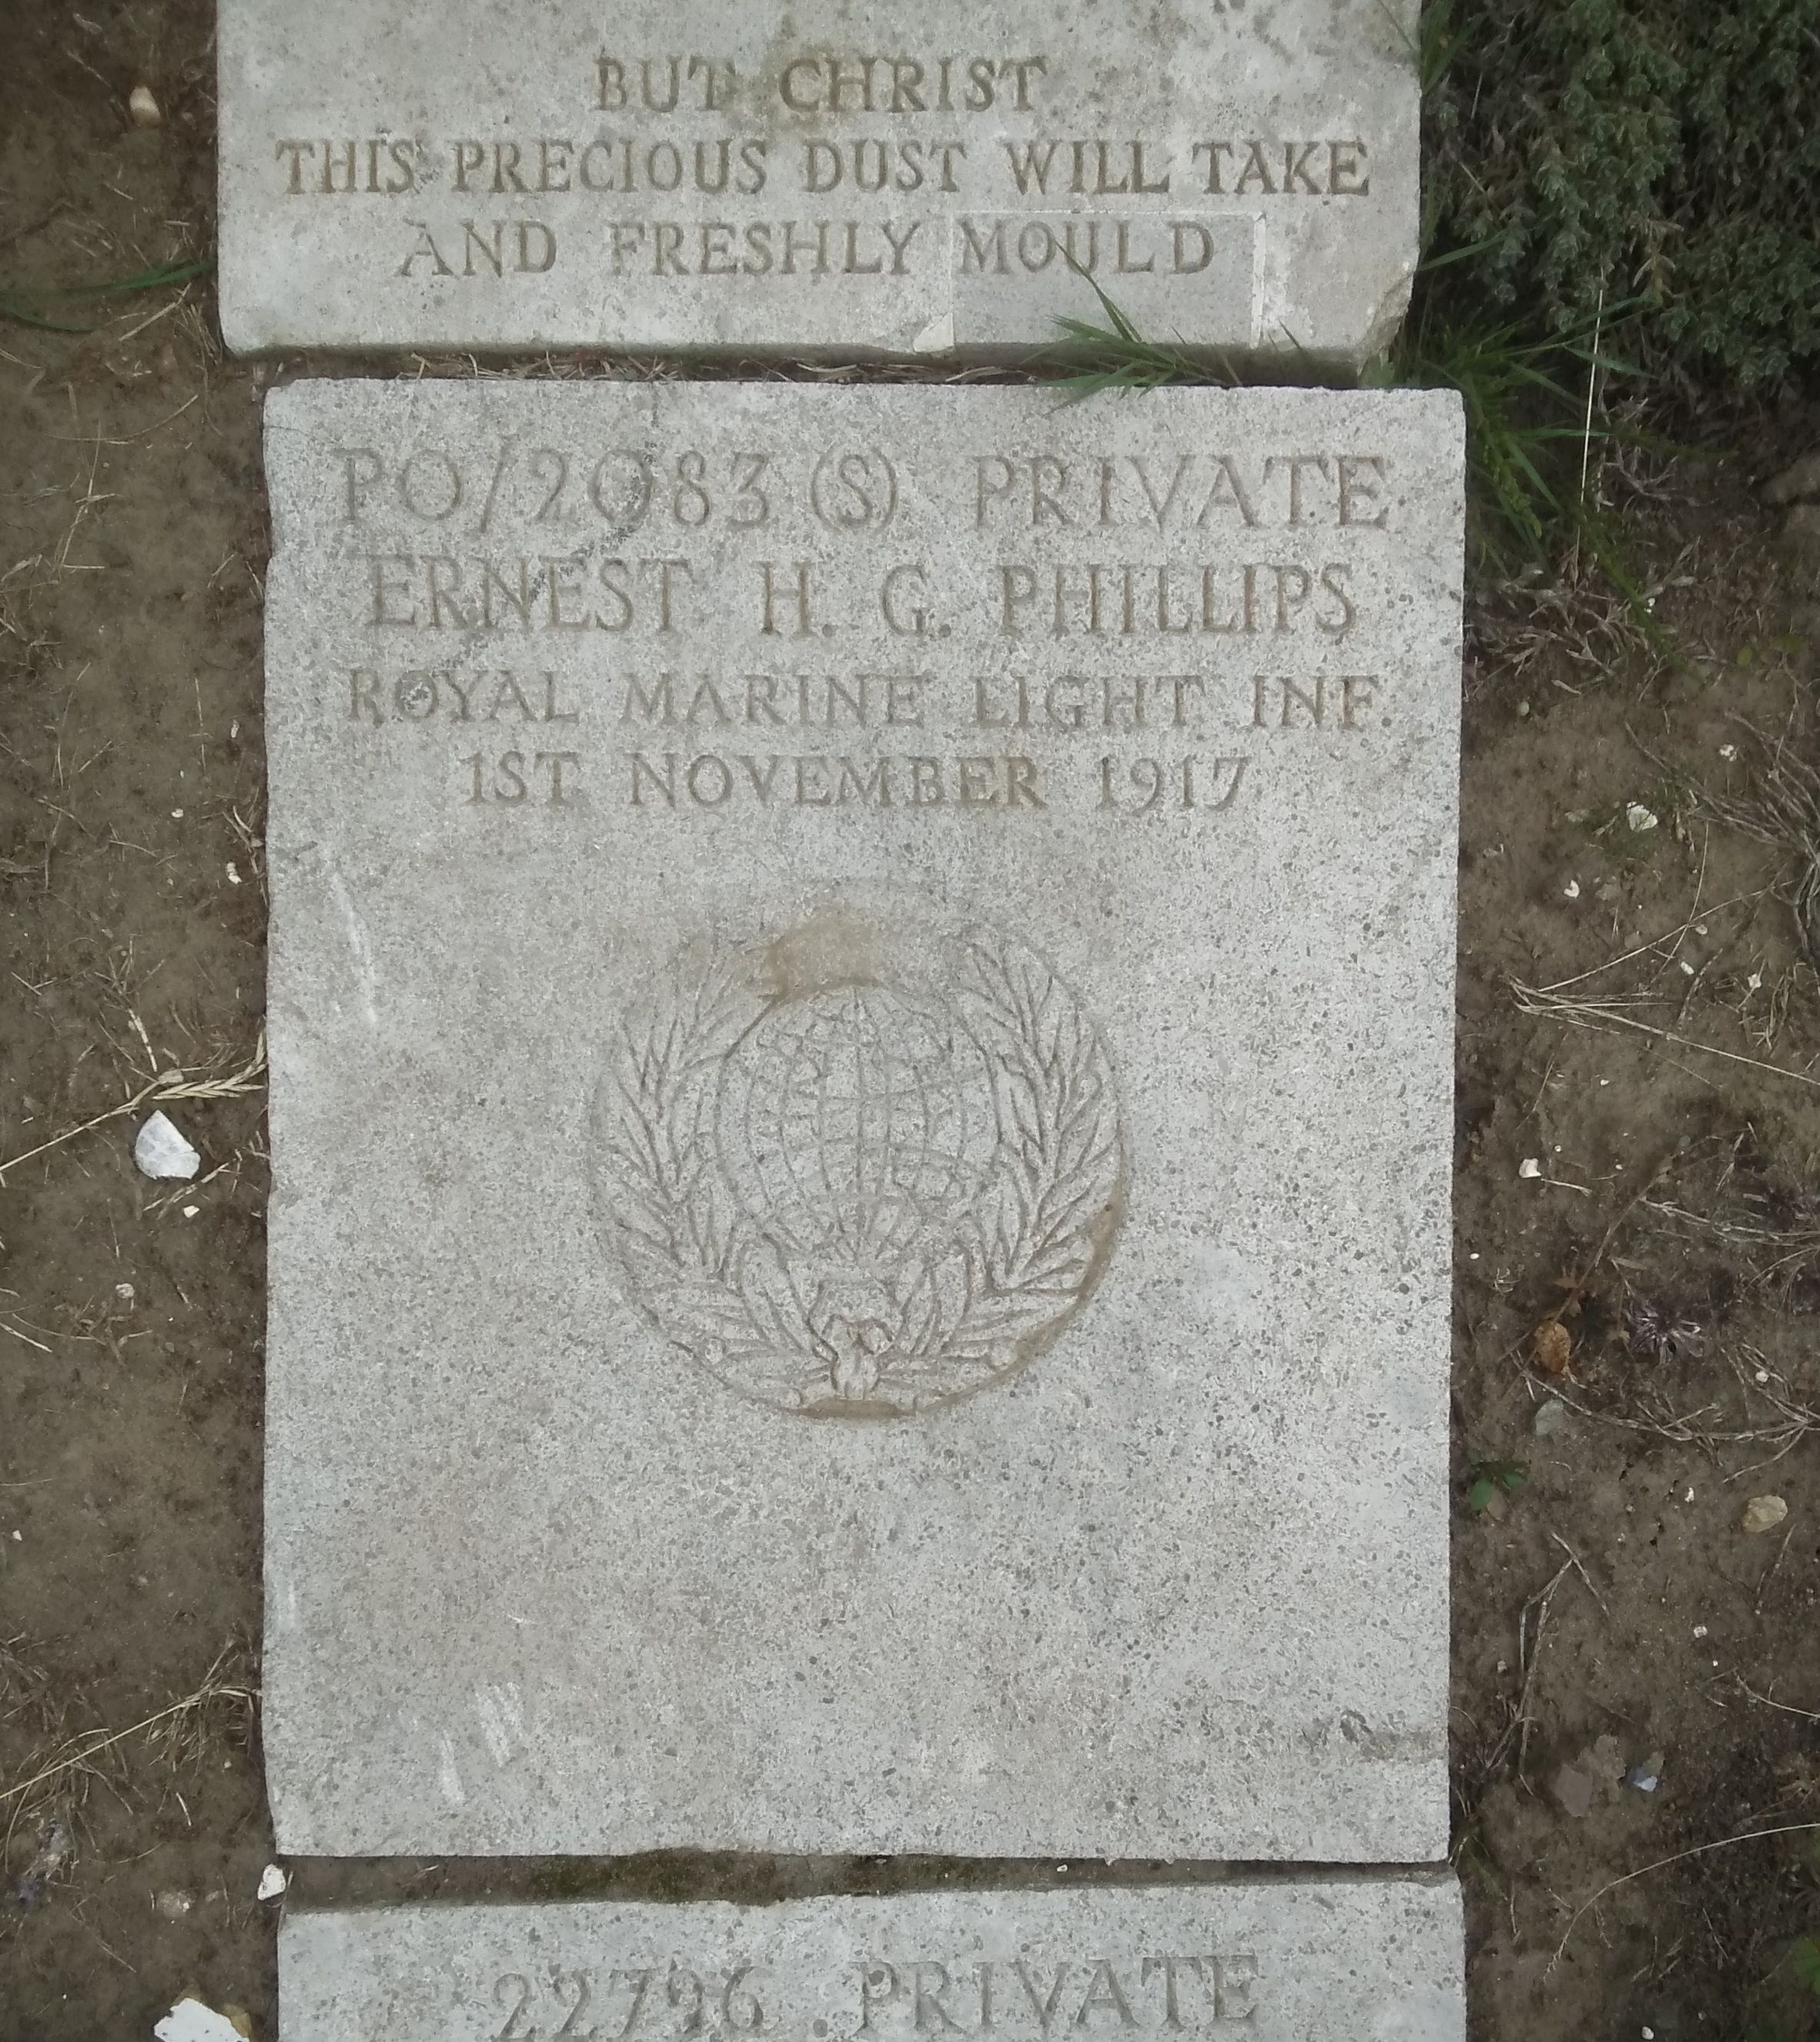 BUT CHRIST
THIS PRECIOUS DUST WILL TAKE
AND FRESHLY MOULD
PO/2083 (S) PRIVATE
ERNEST H. G. PHILLIPS
ROYAL MARINE LIGHT INF.
1ST NOVEMBER 1917
22796 PRIVATE